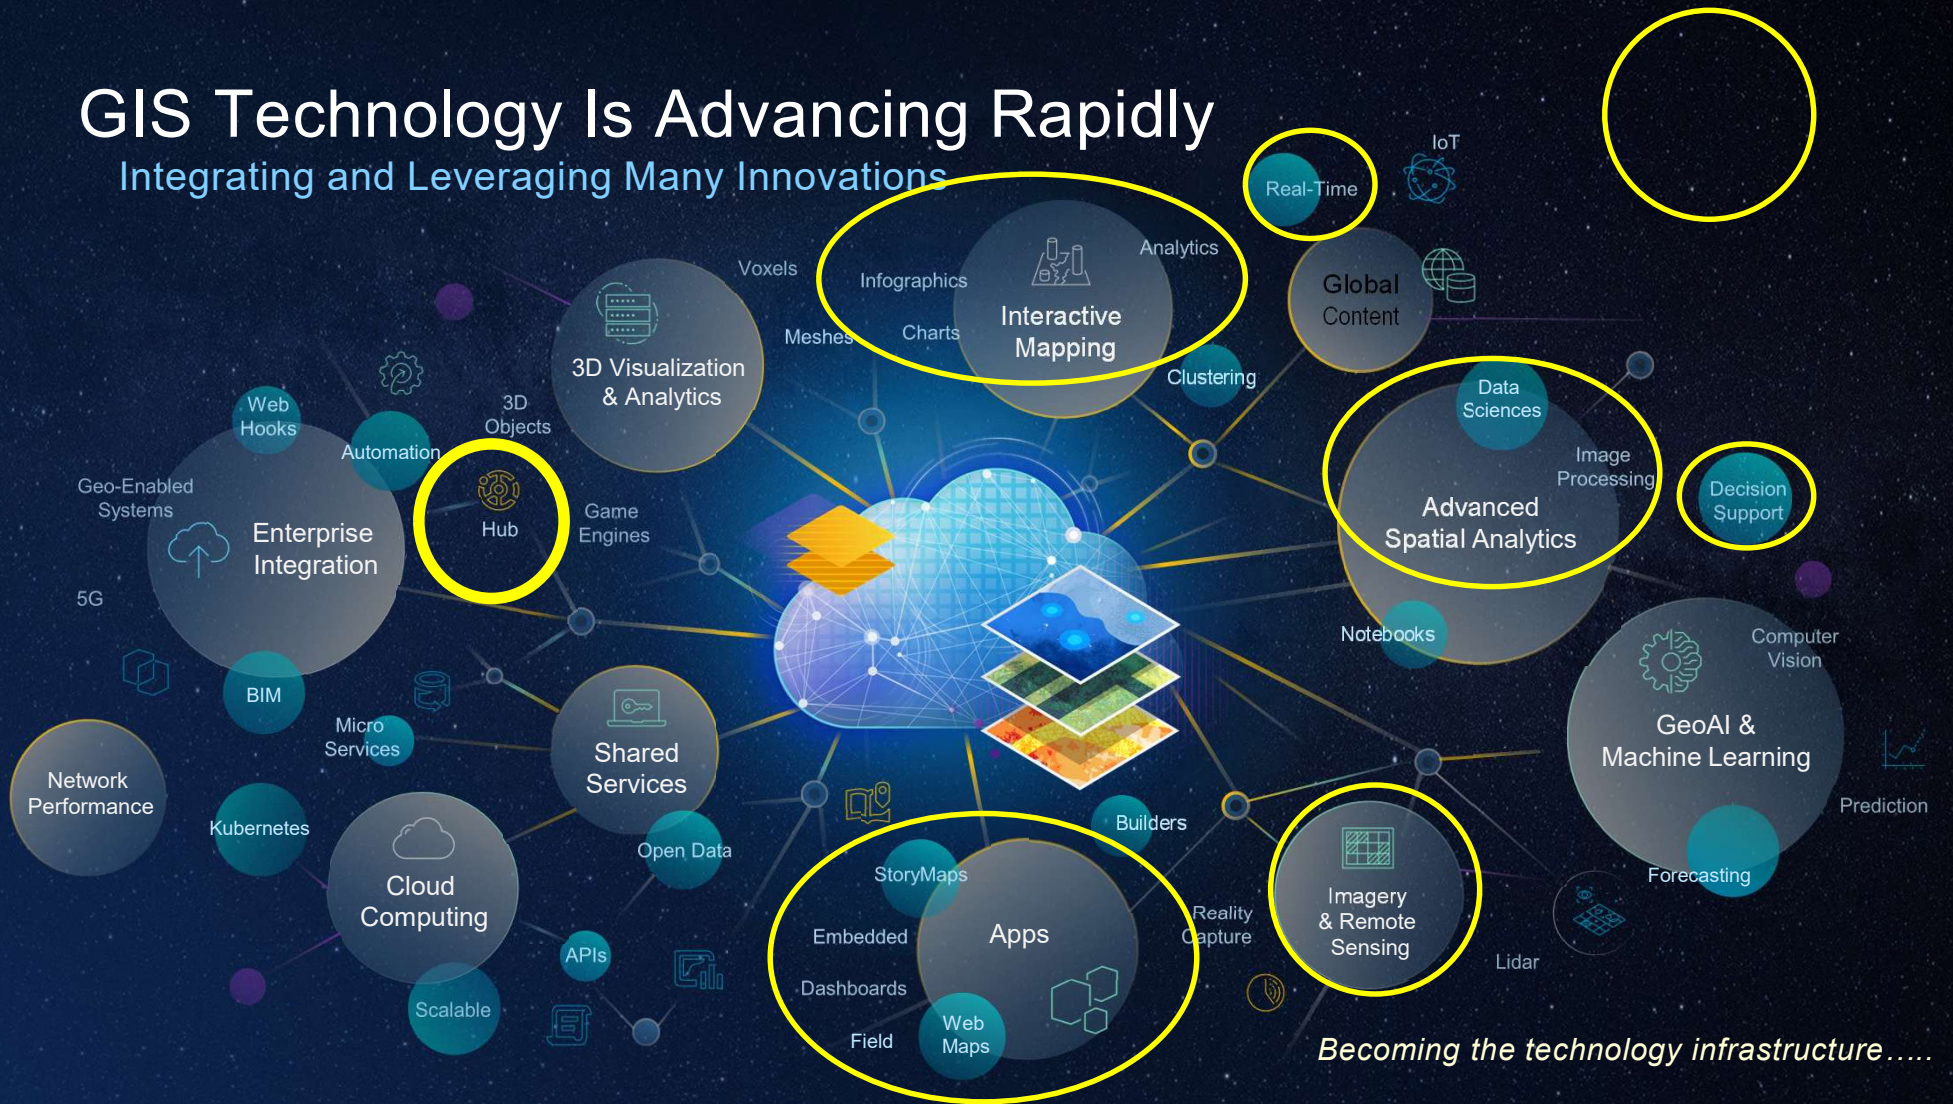 GIS Technology Is Advancing Rapidly
Integrating and Leveraging Many Innovations
IoT
Real-Time
Analytics
Voxels
Infographics
Global
Content
Interactive
Mapping
Charts
Meshes
3D Visualization
& Analytics
Clustering
Data
Sciences
Web
Hooks
3D
Objects
Automation
Image
Processing
Geo-Enabled
Systems
Decision
Support
Game
Engines
Hub
Advanced
Spatial Analytics
Enterprise
Integration
5G
Notebooks
Computer
Vision
BIM
Micro
Services
GeoAI &
Machine Learning
Shared
Services
Network
Performance
Prediction
Kubernetes
Builders
Open Data
StoryMaps
Forecasting
Cloud
Computing
Imagery
& Remote
Sensing
Reality
Capture
Embedded
Apps
APIs
Lidar
Dashboards
Scalable
Web
Maps
Field
Becoming the technology infrastructure…..